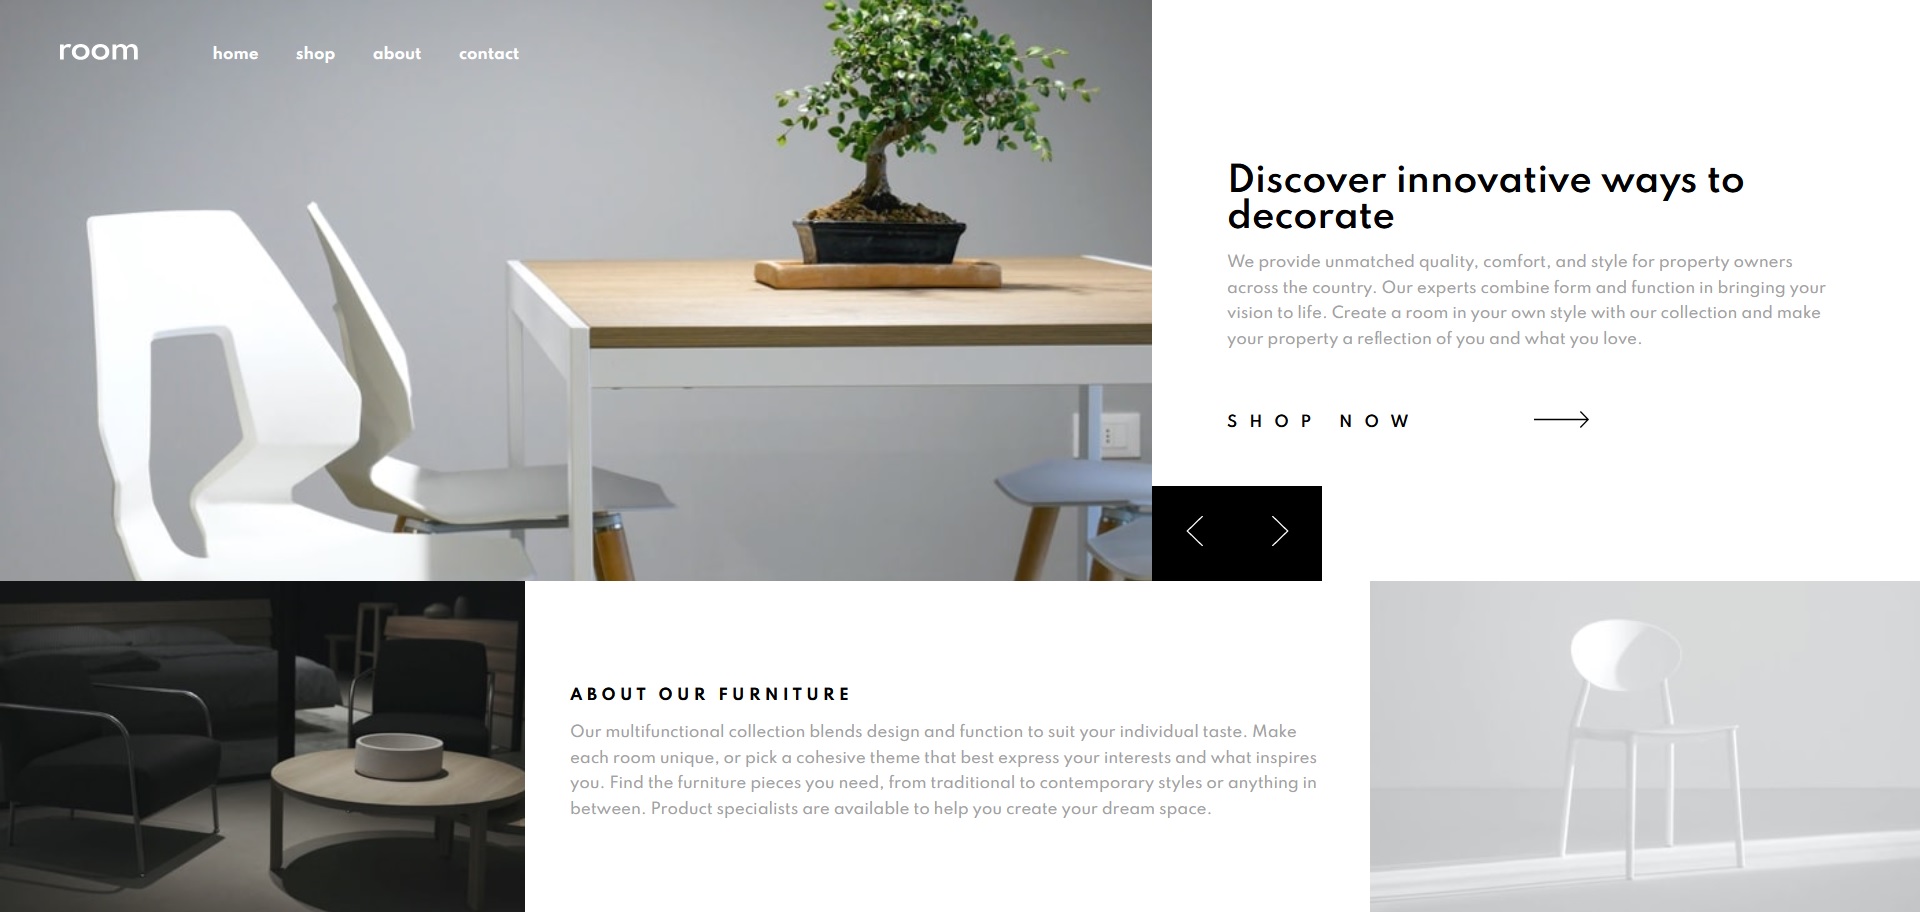 room
home shop about contact
Discover innovative ways to
decorate
We provide unmatched quality, comfort, and style for property owners
across the country. Our experts combine form and function in bringing your
vision to life. Create a room in your own style with our collection and make
your property a reflection of you and what you love.
SHOP NOW
ABOUT OUR FURNITURE
Our multifunctional collection blends design and function to suit your individual taste. Make
each room unique, or pick a cohesive theme that best express your interests and what inspires
you. Find the furniture pieces you need, from traditional to contemporary styles or anything in
between. Product specialists are available to help you create your dream space.